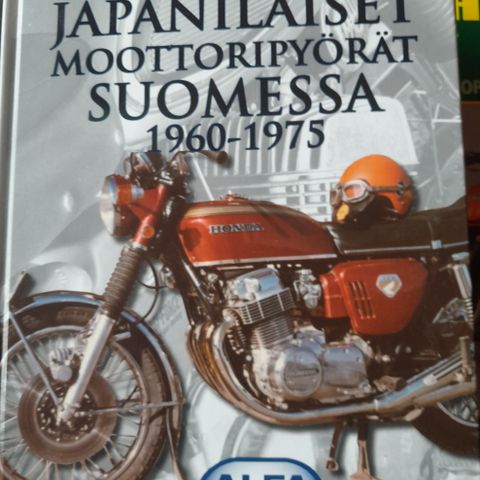 JAPANILAISET
MOOTTORIPYÖRÄT
SUOMESSA
1960-1975
HONDA
ALFA